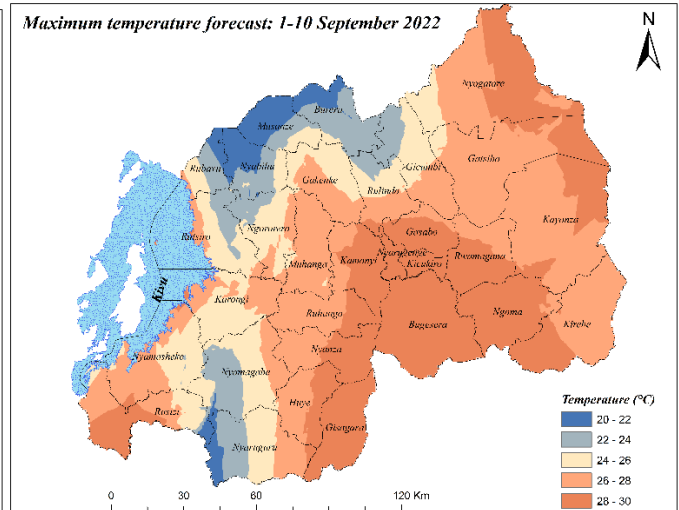 Maximum temperature forecast: 1-10 September 2022
N
Nyagatare
Burera
Musanze
Rubavu
Nyabihu
Gakenke
Gicumbi
Gatsibo
Rulindo
Kayonza
Rutsiro
Ngororero
Gasabo
Nyarugenge
Kicukiro
Rwamagana
Muhanga
Kamonyi
Kivu
Karongi
Ruhango
Bugesera
Ngoma
Kirehe
Nyamasheke
Nyanza
Nyamagabe
Rusizi
Huye
Gisagara
Nyaruguru
Temperature (°C)
20 - 22
22 - 24
24 - 26
26 - 28
28 - 30
0 30 60 120 Km